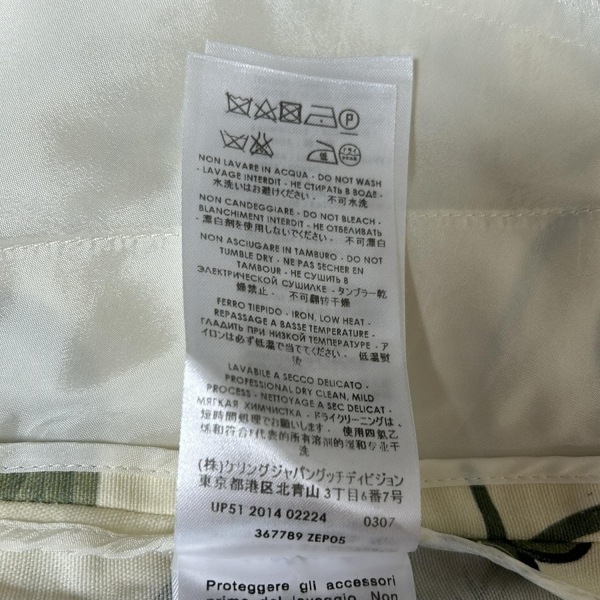 P
NON LAVARE IN ACQUA - DO NOT WASH
- LAVAGE INTERDIT - НЕ СТИРАТЬ В ВОДЕ -
水洗いはお避けください. 不可水洗
NON CANDEGGIARE - DO NOT BLEACH -
BLANCHIMENT INTERDIT - НЕ ОТБЕЛИВАТЬ
- 漂白剤を使用しないでください. 不可漂白
NON ASCIUGARE IN TAMBURO - DO NOT
TUMBLE DRY - NE PAS SECHER EN
TAMBOUR - НЕ СУШИТЬ В
ЭЛЕКТРИЧЕСКОЙ СУШИЛКЕ - タンブラー乾
燥禁止. 不可翻转干燥
FERRO TIEPIDO - IRON, LOW HEAT -
REPASSAGE A BASSE TEMPERATURE -
ГЛАДИТЬ ПРИ НИЗКОЙ ТЕМПЕРАТУРЕ - ア
イロンは必ず低温で当ててください. 低温熨
烫
LAVABILE A SECCO DELICATO -
PROFESSIONAL DRY CLEAN, MILD
PROCESS - NETTOYAGE A SEC DELICAT -
МЯГКАЯ ХИМЧИСТКА - ドライクリーニングは、
短時間処理でお願いします. 使用四氯乙
烯和符合F代表的所有溶剂的缓和专业干
洗
(株)ケリングジャパングッチディビジョン
東京都港区北青山3丁目6番7号
UP51 2014 02224 0307
367789 ZEP05
Proteggere gli accessori
prima del lavaggio. Non